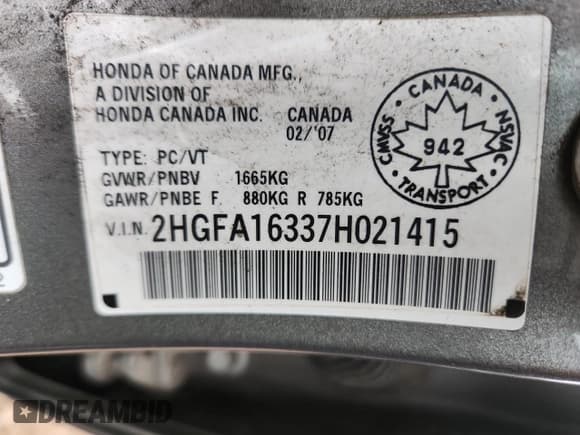 HONDA OF CANADA MFG.,
A DIVISION OF
HONDA CANADA INC. CANADA
02/'07
TYPE: PC/VT
GVWR/PNBV 1665KG
GAWR/PNBE F. 880KG R 785KG
V.I.N. 2HGFA16337H021415
CANADA
CMVSS
NSVAC
942
TRANSPORT
2
DREAMBID